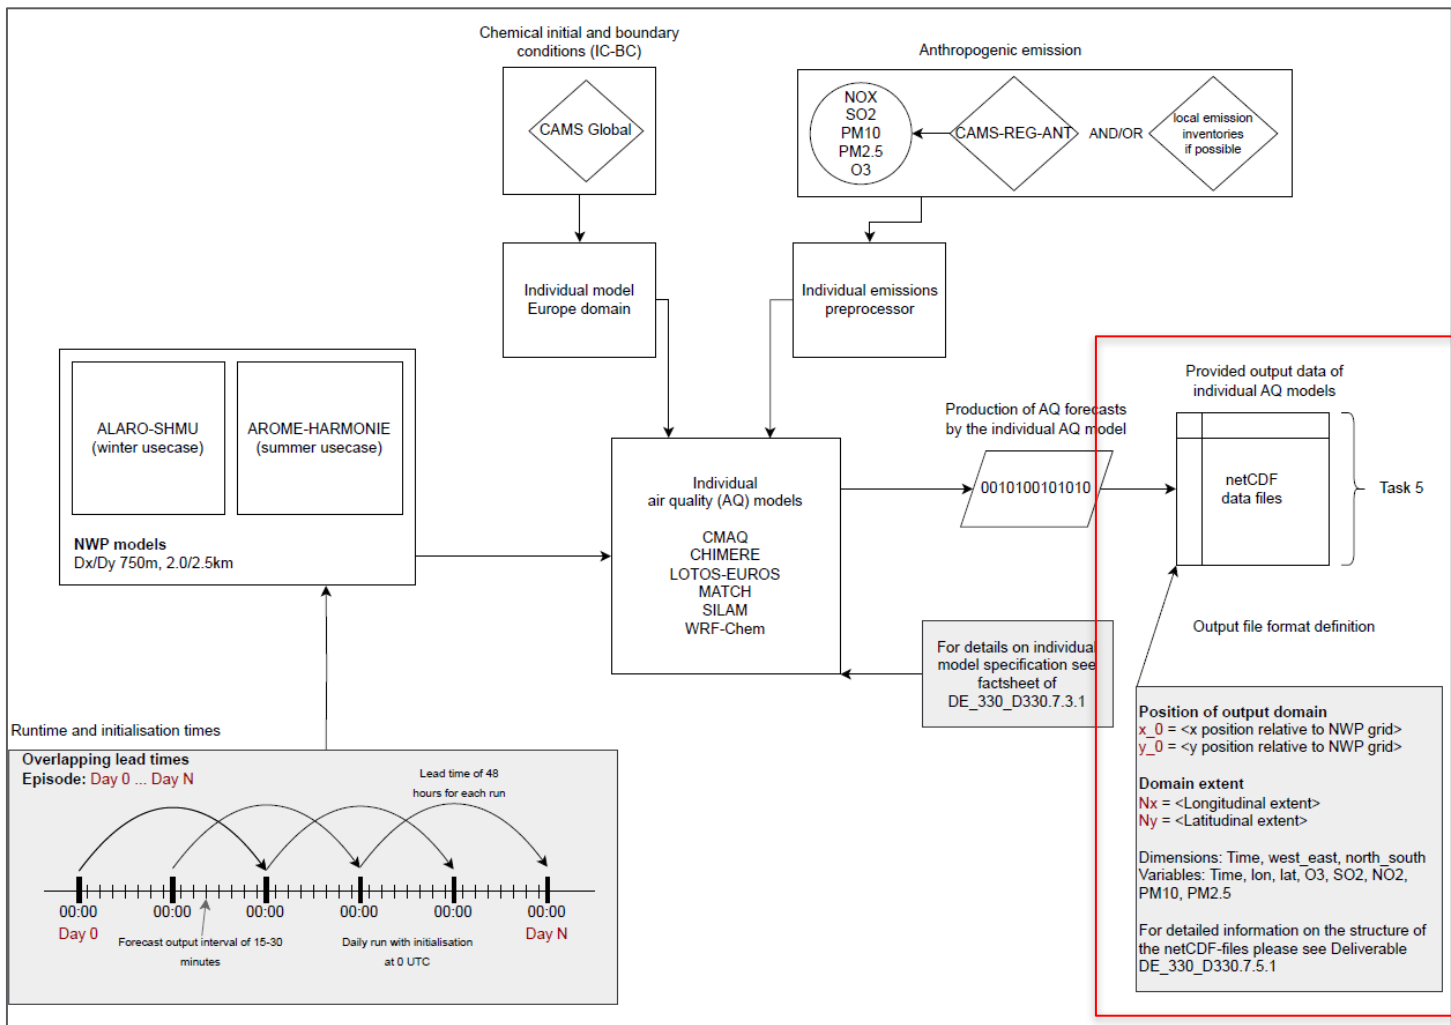 Chemical initial and boundary
conditions (IC-BC)
CAMS Global
Anthropogenic emission
NOX
SO2
PM10
PM2.5
O3
CAMS-REG-ANT
AND/OR
local emission
inventories
if possible
Individual model
Europe domain
Individual emissions
preprocessor
ALARO-SHMU
(winter usecase)
AROME-HARMONIE
(summer usecase)
NWP models
Dx/Dy 750m, 2.0/2.5km
Individual
air quality (AQ) models
CMAQ
CHIMERE
LOTOS-EUROS
MATCH
SILAM
WRF-Chem
Production of AQ forecasts
by the individual AQ model
0010100101010
Provided output data of
individual AQ models
netCDF
data files
Task 5
Output file format definition
For details on individual
model specification see
factsheet of
DE_330_D330.7.3.1
Position of output domain
x_0 = <x position relative to NWP grid>
y_0 = <y position relative to NWP grid>
Domain extent
Nx = <Longitudinal extent>
Ny = <Latitudinal extent>
Dimensions: Time, west_east, north_south
Variables: Time, lon, lat, O3, SO2, NO2,
PM10, PM2.5
For detailed information on the structure of
the netCDF-files please see Deliverable
DE_330_D330.7.5.1
Runtime and initialisation times
Overlapping lead times
Episode: Day 0 ... Day N
Lead time of 48
hours for each run
00:00 00:00 00:00 00:00 00:00 00:00
Day 0
Day N
Forecast output interval of 15-30
minutes
Daily run with initialisation
at 0 UTC